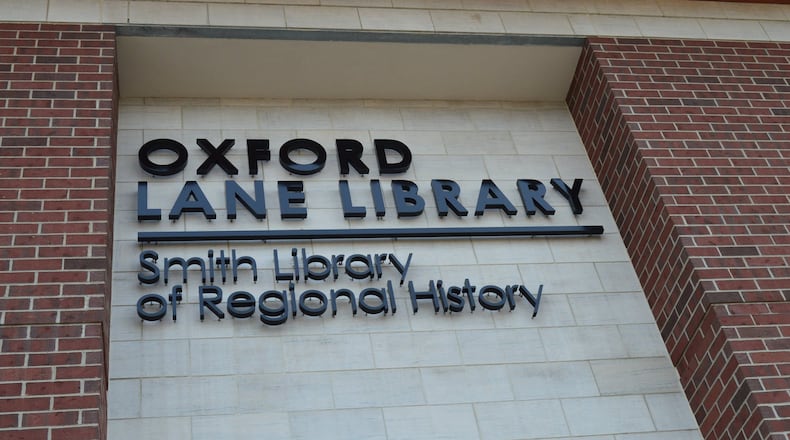 OXFORD
LANE LIBRARY
Smith Library
of Regional History